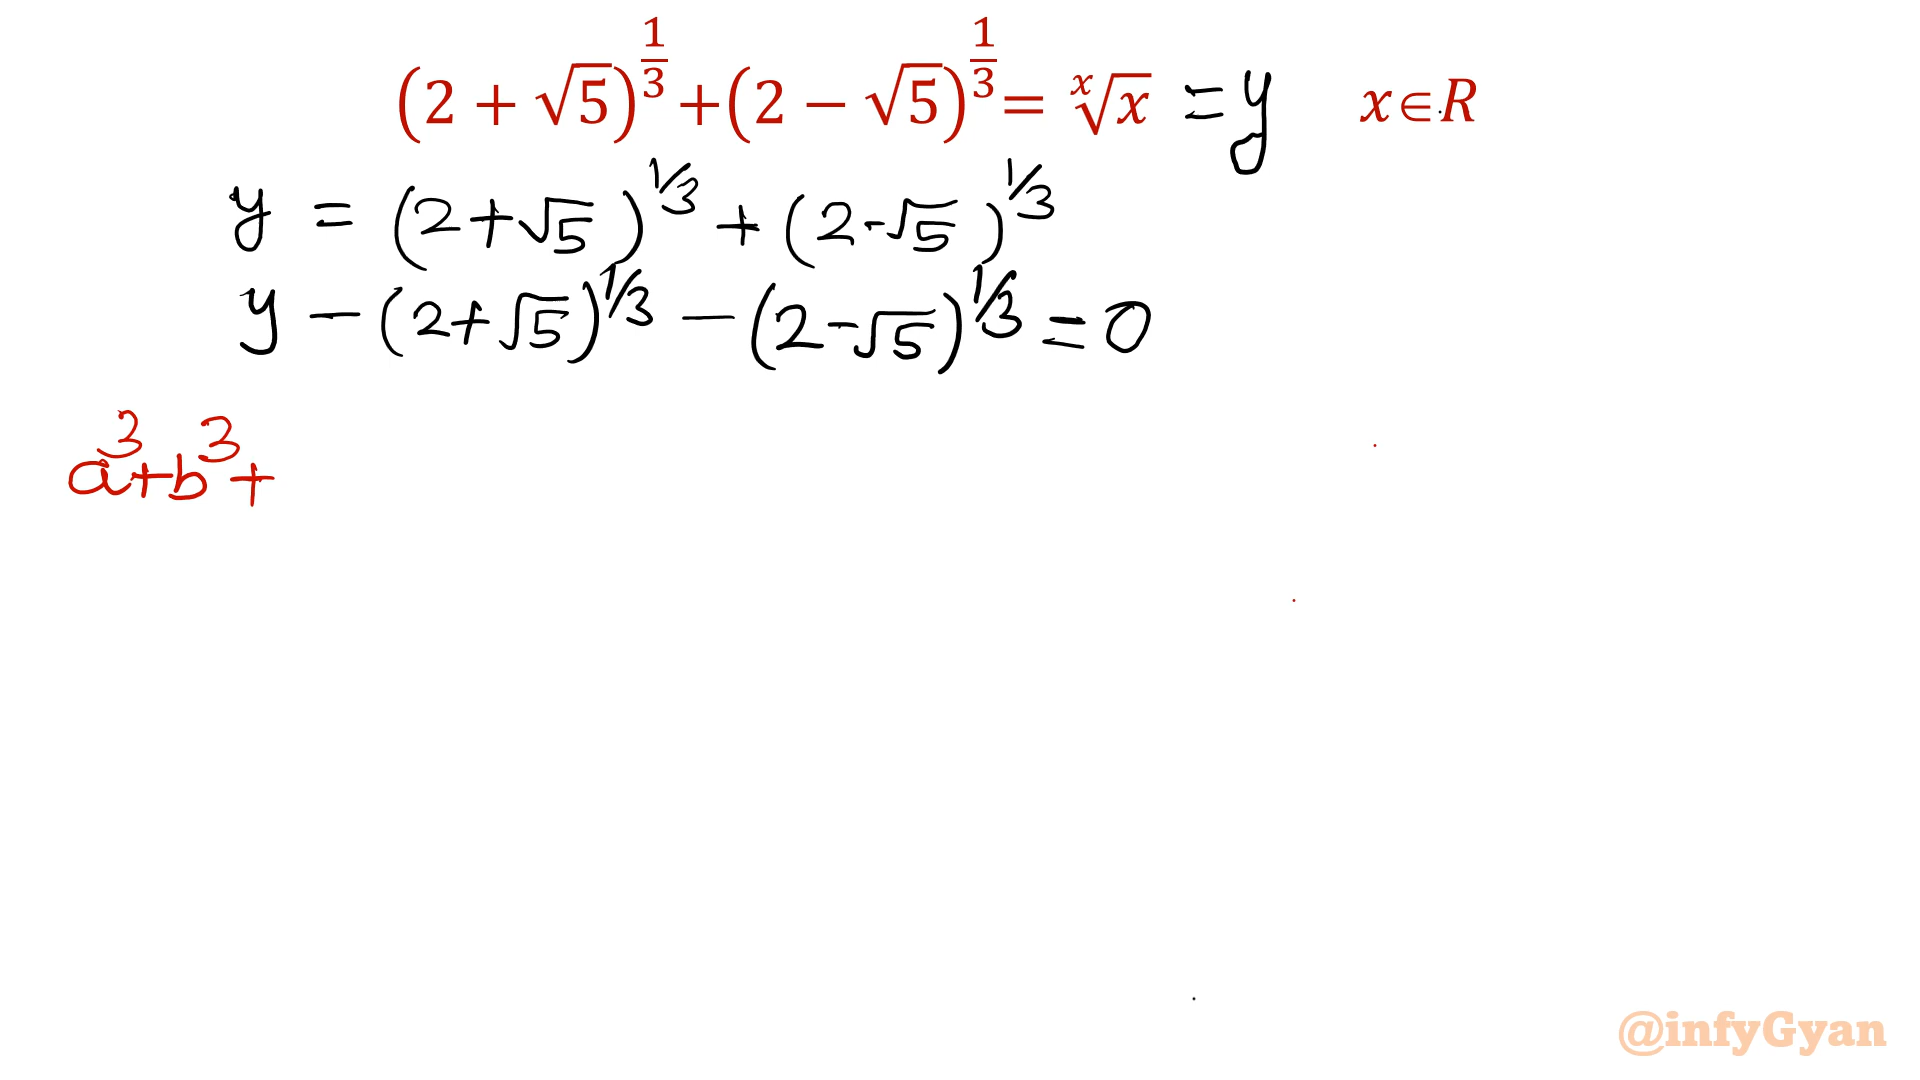 (2 + √5)^(1/3) + (2 − √5)^(1/3) = ˣ√x = y x ∈ R
y = (2+√5)^(1/3) + (2-√5)^(1/3)
y − (2+√5)^(1/3) − (2-√5)^(1/3) = 0
a³+b³+
@infyGyan